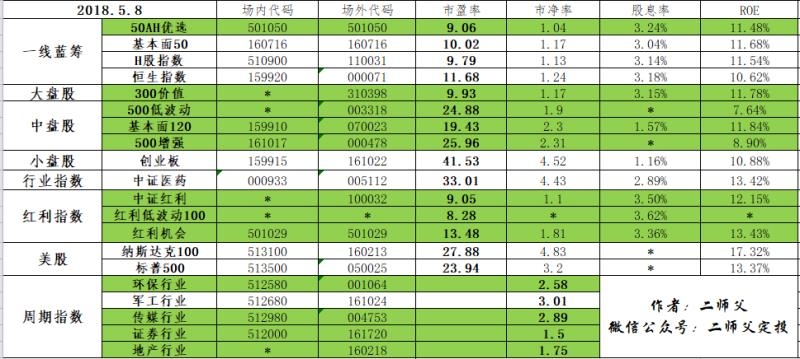 2018.5.8 场内代码 场外代码 市盈率 市净率 股息率 ROE
一线蓝筹
50AH优选 501050 501050 9.06 1.04 3.24% 11.48%
基本面50 160716 160716 10.02 1.17 3.04% 11.68%
H股指数 510900 110031 9.79 1.13 3.14% 11.54%
恒生指数 159920 000071 11.68 1.24 3.18% 10.62%
大盘股 300价值 * 310398 9.93 1.17 3.15% 11.78%
中盘股
500低波动 * 003318 24.88 1.9 * 7.64%
基本面120 159910 070023 19.43 2.3 1.57% 11.84%
500增强 161017 000478 25.96 2.31 * 8.90%
小盘股 创业板 159915 161022 41.53 4.52 1.16% 10.88%
行业指数 中证医药 000933 005112 33.01 4.43 2.89% 13.42%
红利指数
中证红利 * 100032 9.05 1.1 3.50% 12.15%
红利低波动100 * * 8.28 * 3.62% *
红利机会 501029 501029 13.48 1.81 3.36% 13.43%
美股
纳斯达克100 513100 160213 27.88 4.83 * 17.32%
标普500 513500 050025 23.94 3.2 * 13.37%
周期指数
环保行业 512580 001064 2.58
军工行业 512680 161024 3.01
传媒行业 512980 004753 2.89
证券行业 512000 161720 1.5
地产行业 * 160218 1.75
作者：二师父
微信公众号：二师父定投